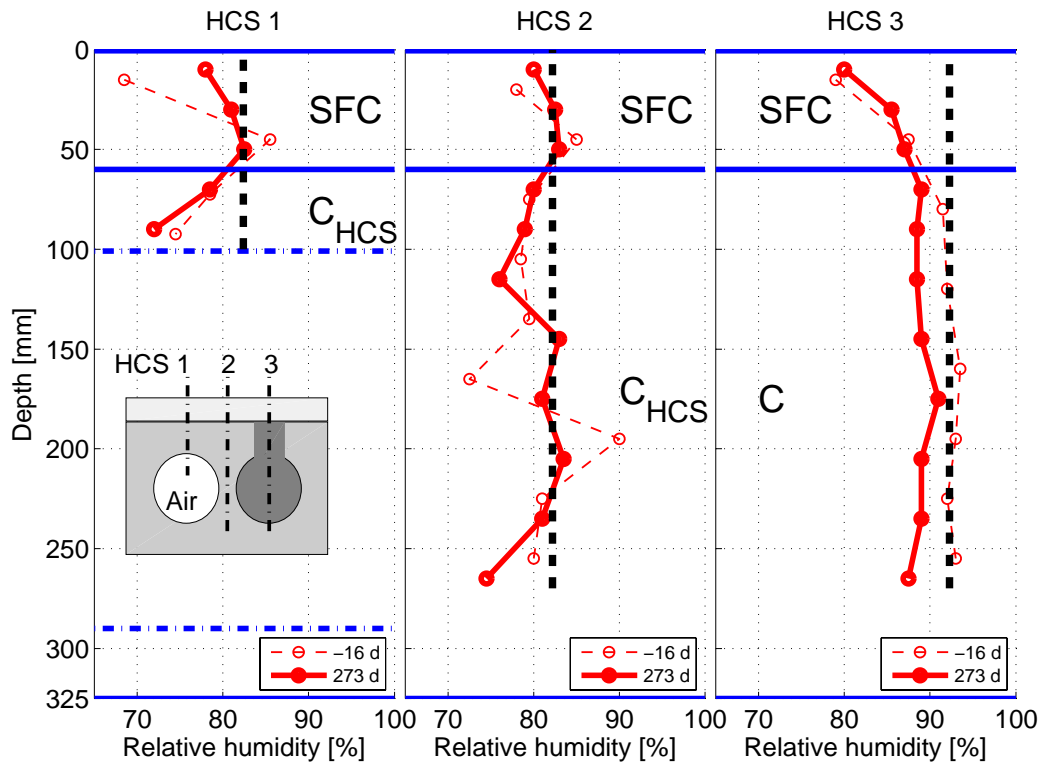 HCS 1
HCS 2
HCS 3
0
50
100
150
200
250
300
325
Depth [mm]
SFC
C_HCS
HCS 1 2 3
Air
–16 d
273 d
70 80 90 100
Relative humidity [%]
SFC
C_HCS
–16 d
273 d
70 80 90 100
Relative humidity [%]
SFC
C
–16 d
273 d
70 80 90 100
Relative humidity [%]